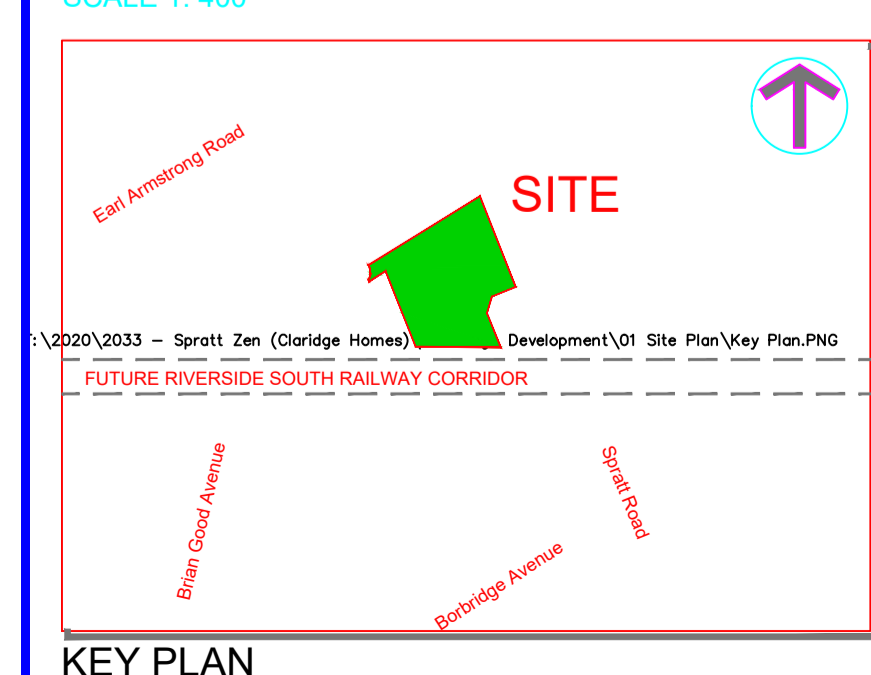 SCALE 1: 400
Earl Armstrong Road
SITE
:\2020\2033 - Spratt Zen (Claridge Homes) Development\01 Site Plan\Key Plan.PNG
FUTURE RIVERSIDE SOUTH RAILWAY CORRIDOR
Brian Good Avenue
Spratt Road
Borbridge Avenue
KEY PLAN